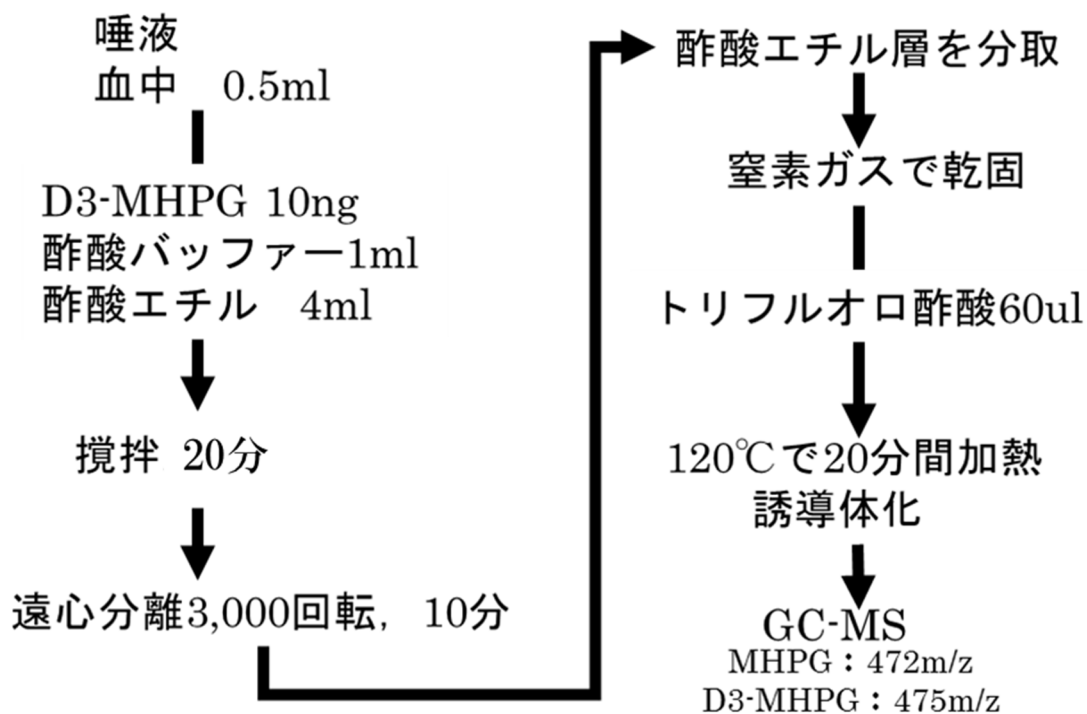 唾液
血中　0.5ml
D3-MHPG 10ng
酢酸バッファー1ml
酢酸エチル　4ml
撹拌 20分
遠心分離3,000回転，10分
酢酸エチル層を分取
窒素ガスで乾固
トリフルオロ酢酸60ul
120℃で20分間加熱
誘導体化
GC-MS
MHPG：472m/z
D3-MHPG：475m/z